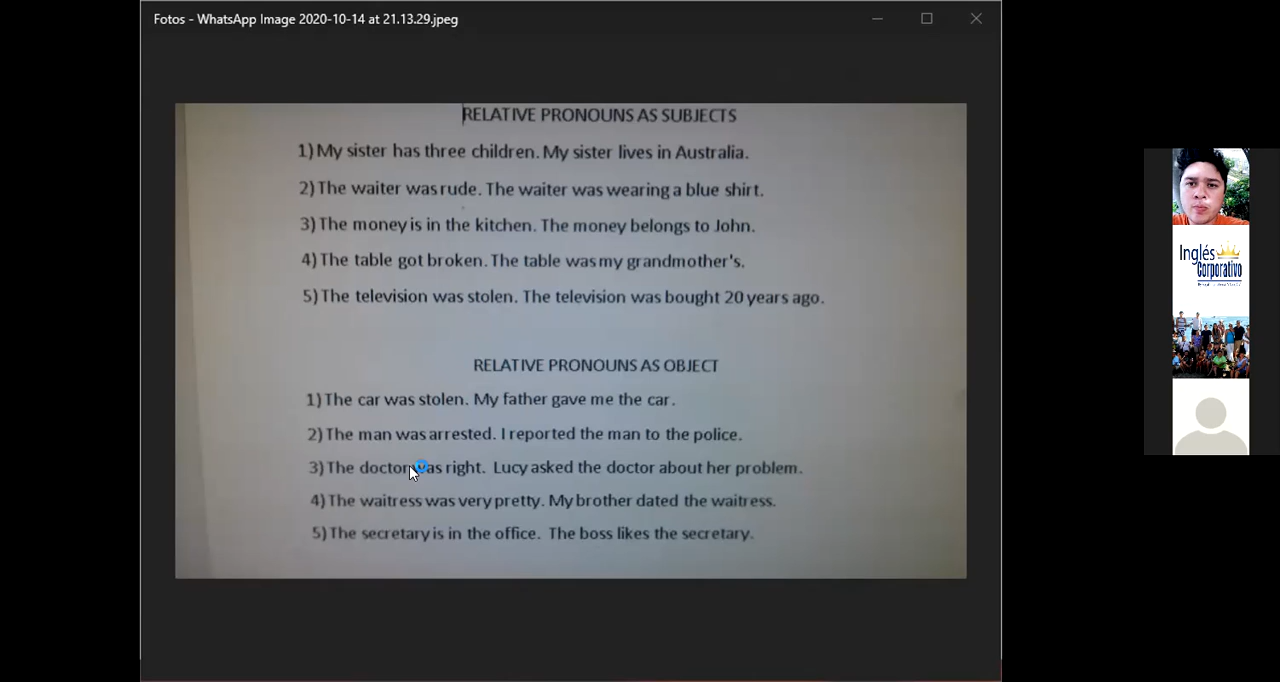 Fotos - WhatsApp Image 2020-10-14 at 21.13.29.jpeg
RELATIVE PRONOUNS AS SUBJECTS
1) My sister has three children. My sister lives in Australia.
2) The waiter was rude. The waiter was wearing a blue shirt.
3) The money is in the kitchen. The money belongs to John.
4) The table got broken. The table was my grandmother's.
5) The television was stolen. The television was bought 20 years ago.
RELATIVE PRONOUNS AS OBJECT
1) The car was stolen. My father gave me the car.
2) The man was arrested. I reported the man to the police.
3) The doctor was right. Lucy asked the doctor about her problem.
4) The waitress was very pretty. My brother dated the waitress.
5) The secretary is in the office. The boss likes the secretary.
Inglés
Corporativo